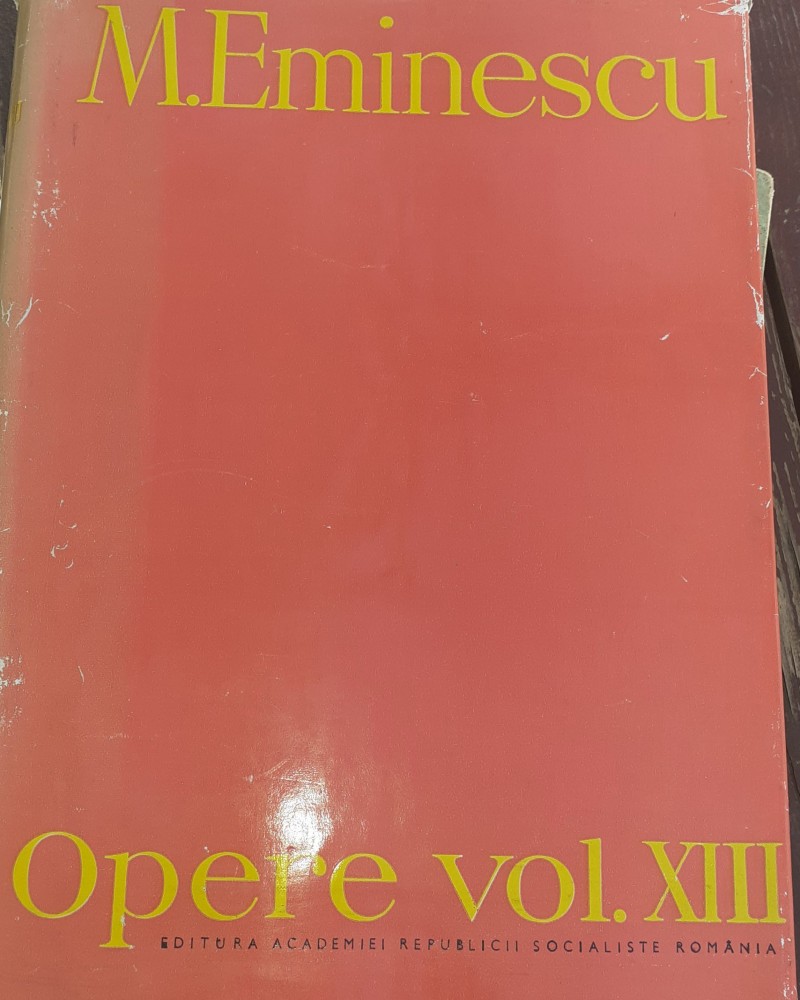 M.Eminescu
Opere vol. XIII
EDITURA ACADEMIEI REPUBLICII SOCIALISTE ROMÂNIA